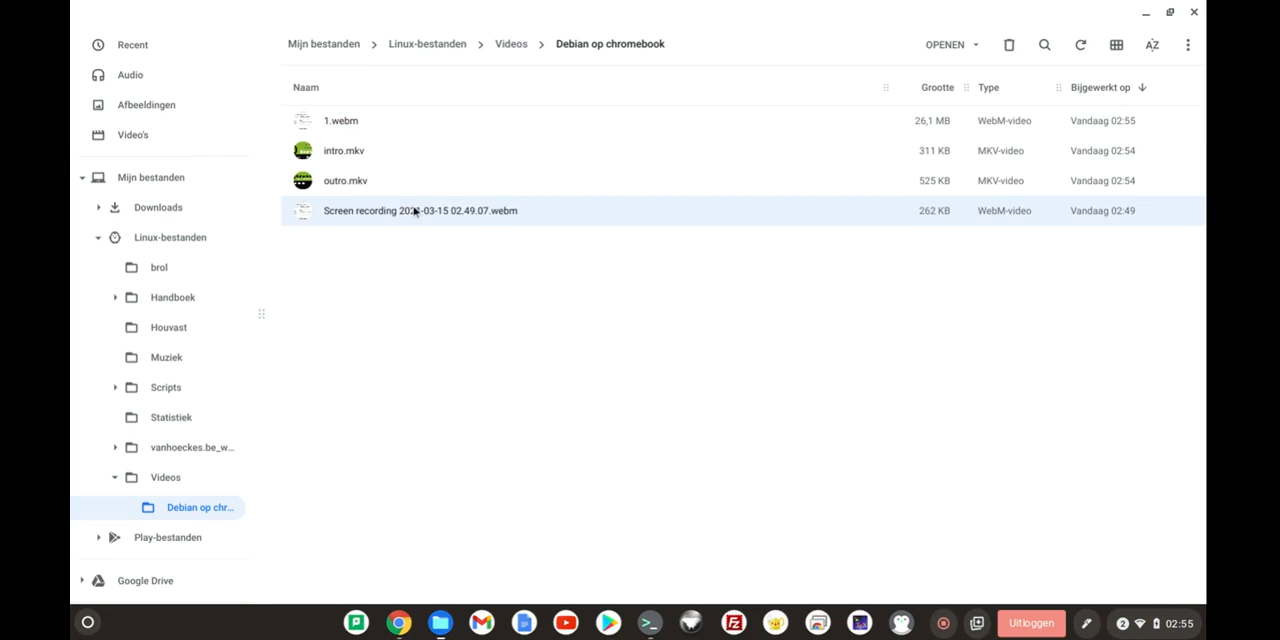 Recent
Audio
Afbeeldingen
Video's
Mijn bestanden
Downloads
Linux-bestanden
brol
Handboek
Houvast
Muziek
Scripts
Statistiek
vanhoeckes.be_w...
Videos
Debian op chr...
Play-bestanden
Google Drive
Mijn bestanden > Linux-bestanden > Videos > Debian op chromebook
OPENEN
AZ
Naam Grootte Type Bijgewerkt op
1.webm 26,1 MB WebM-video Vandaag 02:55
intro.mkv 311 KB MKV-video Vandaag 02:54
outro.mkv 525 KB MKV-video Vandaag 02:54
Screen recording -03-15 02.49.07.webm 262 KB WebM-video Vandaag 02:49
Uitloggen
2 02:55